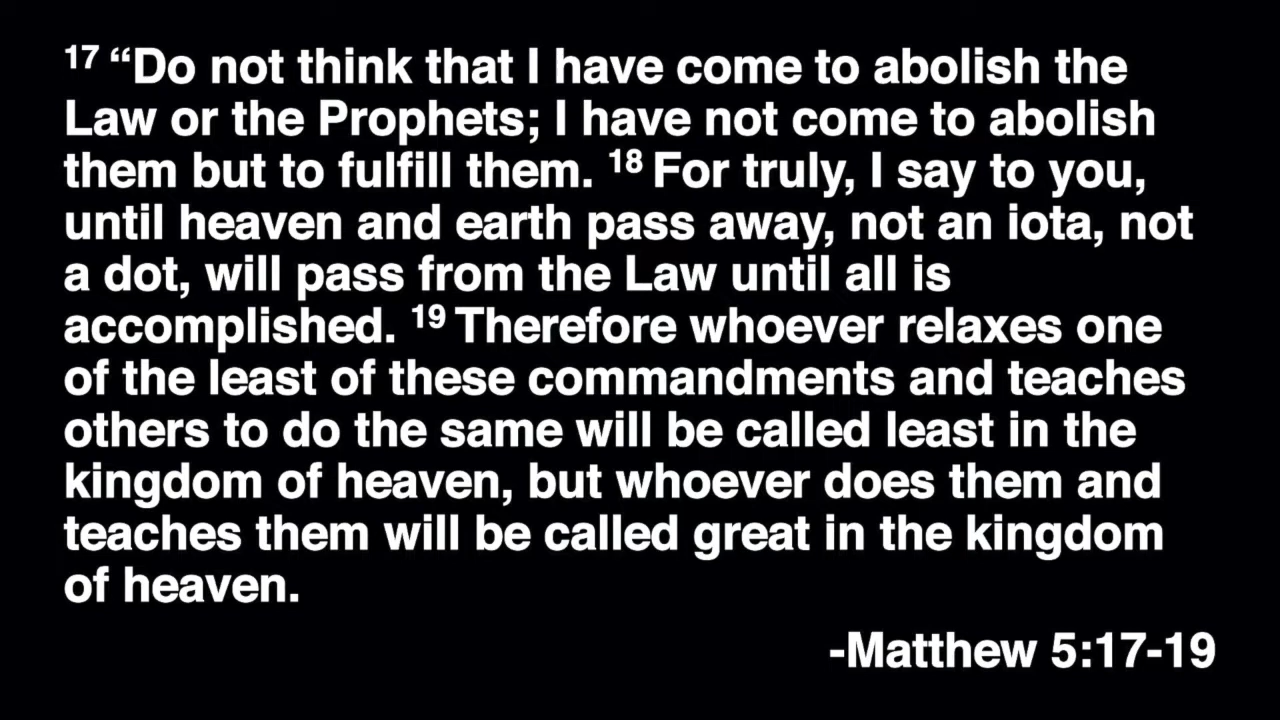 17 “Do not think that I have come to abolish the
Law or the Prophets; I have not come to abolish
them but to fulfill them. 18 For truly, I say to you,
until heaven and earth pass away, not an iota, not
a dot, will pass from the Law until all is
accomplished. 19 Therefore whoever relaxes one
of the least of these commandments and teaches
others to do the same will be called least in the
kingdom of heaven, but whoever does them and
teaches them will be called great in the kingdom
of heaven.
-Matthew 5:17-19